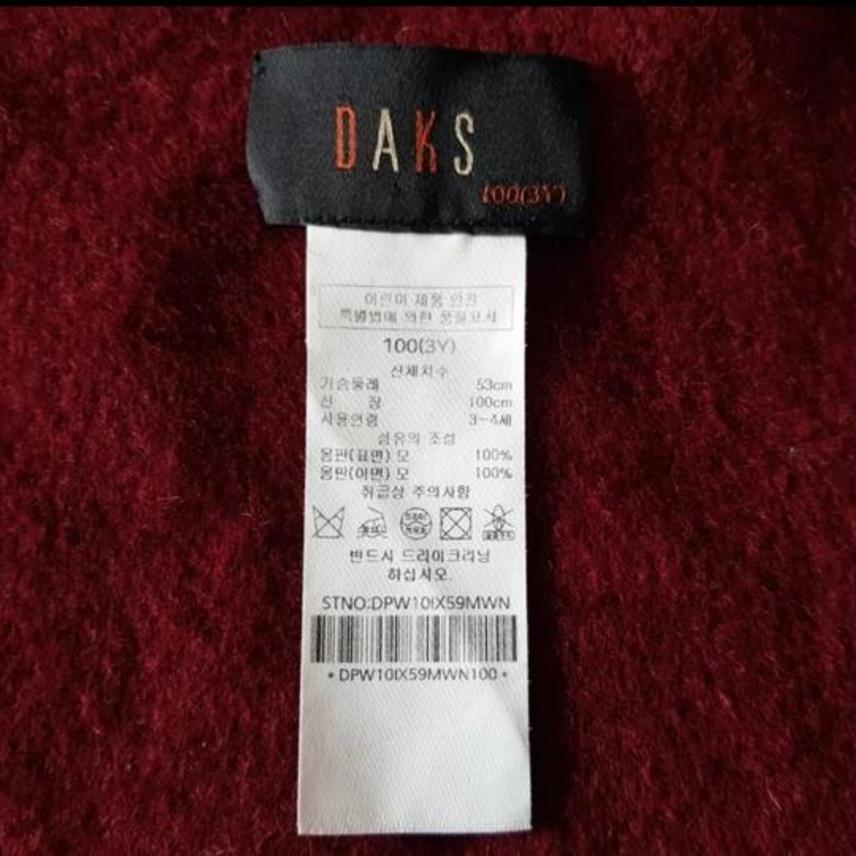 DAKS
100(3Y)
어린이 제품 안전
특별법에 의한 품질표시
100(3Y)
신체치수
가슴둘레 53cm
신 장 100cm
사용연령 3~4세
섬유의 조성
몸판(표면) 모 100%
몸판(이면) 모 100%
취급상 주의사항
드라이
반드시 드라이크리닝
하십시오.
STNO:DPW10IX59MWN
* DPW10IX59MWN100 *